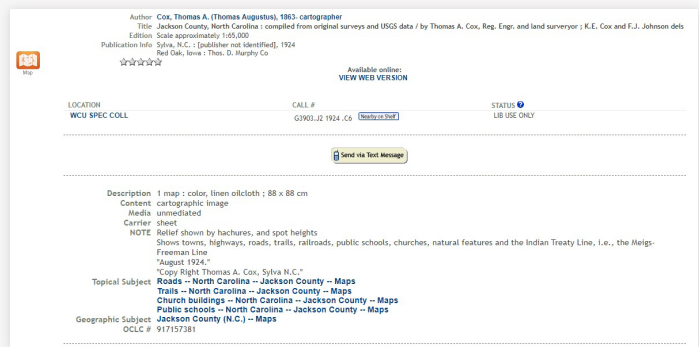 Author Cox, Thomas A. (Thomas Augustus), 1863- cartographer
Title Jackson County, North Carolina : compiled from original surveys and USGS data / by Thomas A. Cox, Reg. Engr. and land surveryor ; K.E. Cox and F.J. Johnson dels
Edition Scale approximately 1:65,000
Publication Info Sylva, N.C. : [publisher not identified], 1924
Red Oak, Iowa : Thos. D. Murphy Co
Map
Available online:
VIEW WEB VERSION
LOCATION CALL # STATUS
WCU SPEC COLL G3903.J2 1924 .C6 Nearby on Shelf LIB USE ONLY
Send via Text Message
Description 1 map : color, linen oilcloth ; 88 x 88 cm
Content cartographic image
Media unmediated
Carrier sheet
NOTE Relief shown by hachures, and spot heights
Shows towns, highways, roads, trails, railroads, public schools, churches, natural features and the Indian Treaty Line, i.e., the Meigs-
Freeman Line
"August 1924."
"Copy Right Thomas A. Cox, Sylva N.C."
Topical Subject Roads -- North Carolina -- Jackson County -- Maps
Trails -- North Carolina -- Jackson County -- Maps
Church buildings -- North Carolina -- Jackson County -- Maps
Public schools -- North Carolina -- Jackson County -- Maps
Geographic Subject Jackson County (N.C.) -- Maps
OCLC # 917157381